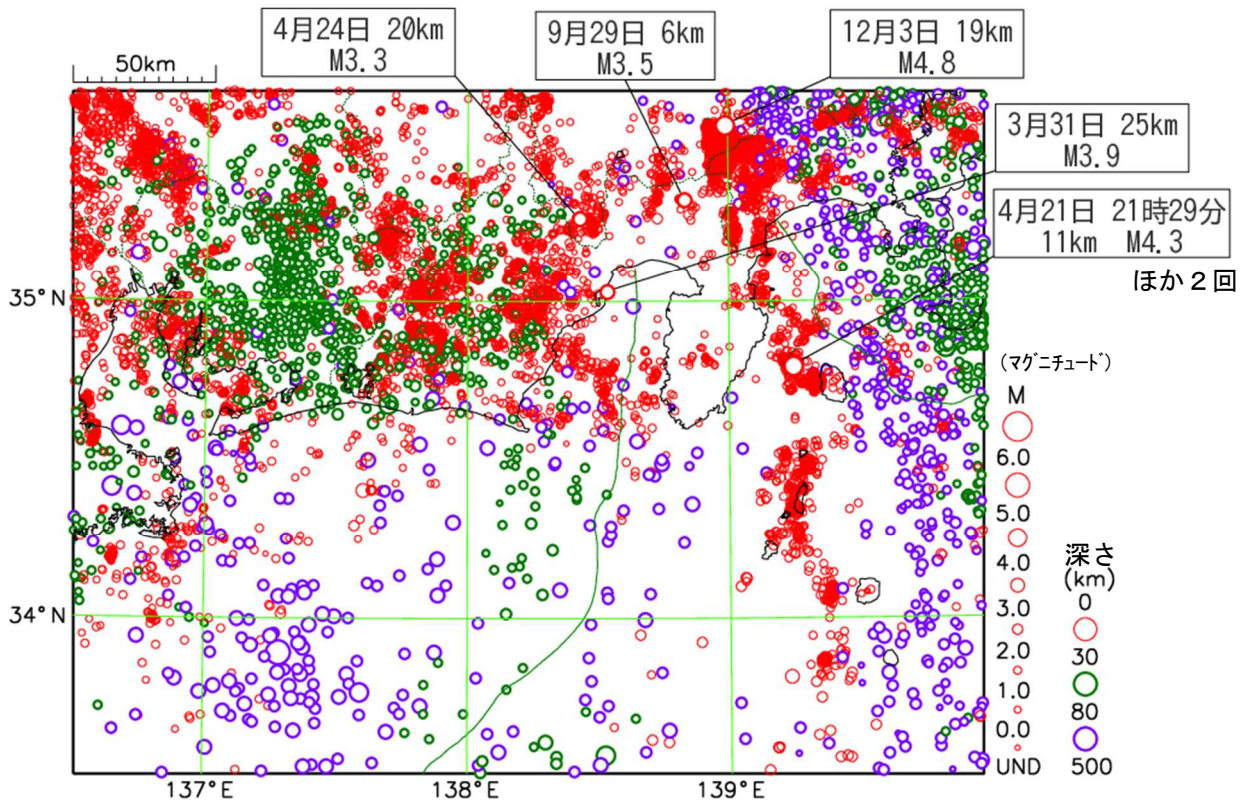 4月24日 20km
M3.3
9月29日 6km
M3.5
12月3日 19km
M4.8
50km
3月31日 25km
M3.9
4月21日 21時29分
11km M4.3
ほか２回
35°N
34°N
137°E
138°E
139°E
(マグニチュード)
M
6.0
5.0
4.0
3.0
2.0
1.0
0.0
UND
深さ
(km)
0
30
80
500